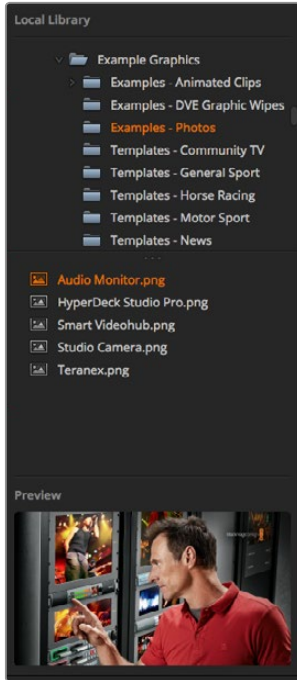 Local Library
Example Graphics
Examples - Animated Clips
Examples - DVE Graphic Wipes
Examples - Photos
Templates - Community TV
Templates - General Sport
Templates - Horse Racing
Templates - Motor Sport
Templates - News
Audio Monitor.png
HyperDeck Studio Pro.png
Smart Videohub.png
Studio Camera.png
Teranex.png
Preview